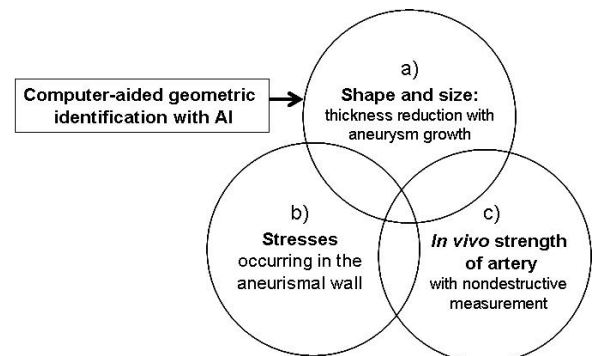 Computer-aided geometric
identification with AI
a)
Shape and size:
thickness reduction with
aneurysm growth
b)
Stresses
occurring in the
aneurismal wall
c)
In vivo strength
of artery
with nondestructive
measurement